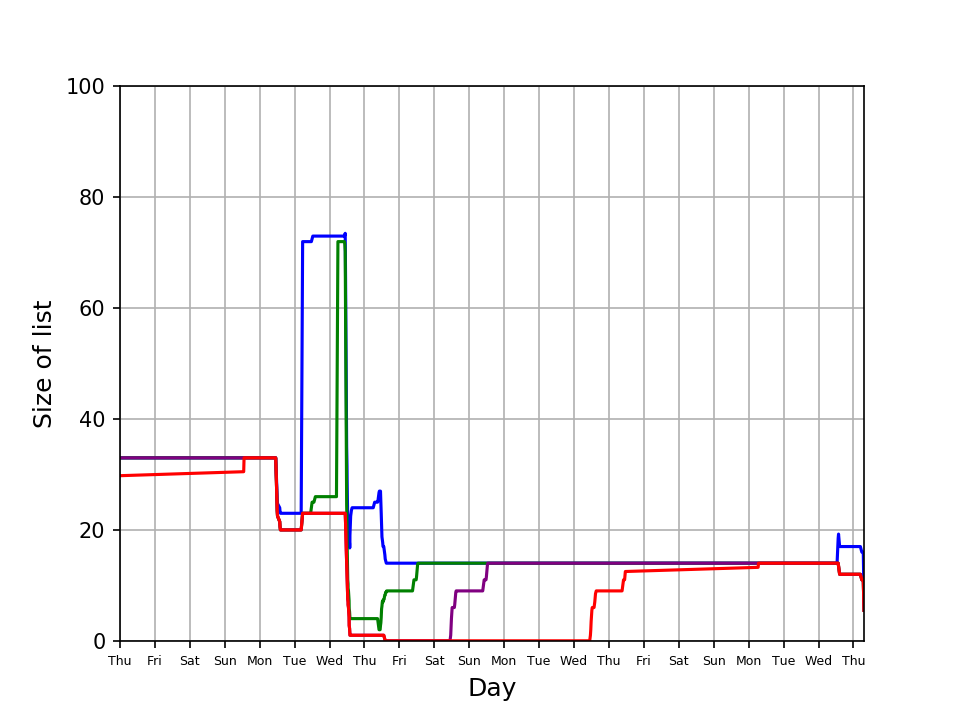 100
80
60
40
20
0
Size of list
Thu Fri Sat Sun Mon Tue Wed Thu Fri Sat Sun Mon Tue Wed Thu Fri Sat Sun Mon Tue Wed Thu
Day